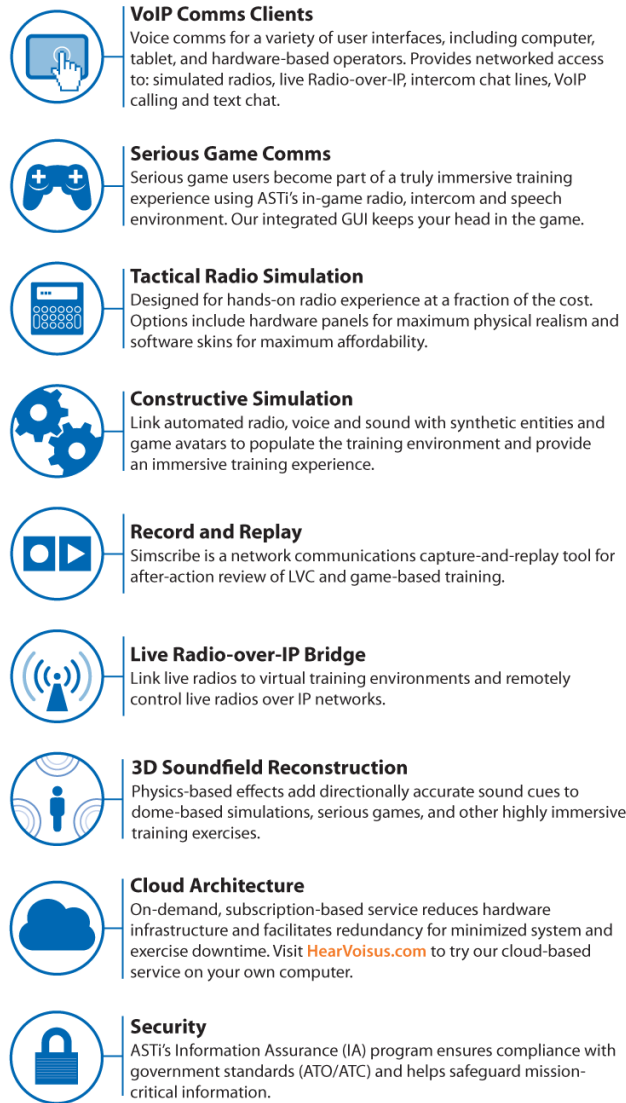 VoIP Comms Clients
Voice comms for a variety of user interfaces, including computer,
tablet, and hardware-based operators. Provides networked access
to: simulated radios, live Radio-over-IP, intercom chat lines, VoIP
calling and text chat.
Serious Game Comms
Serious game users become part of a truly immersive training
experience using ASTi's in-game radio, intercom and speech
environment. Our integrated GUI keeps your head in the game.
Tactical Radio Simulation
Designed for hands-on radio experience at a fraction of the cost.
Options include hardware panels for maximum physical realism and
software skins for maximum affordability.
Constructive Simulation
Link automated radio, voice and sound with synthetic entities and
game avatars to populate the training environment and provide
an immersive training experience.
Record and Replay
Simscribe is a network communications capture-and-replay tool for
after-action review of LVC and game-based training.
Live Radio-over-IP Bridge
Link live radios to virtual training environments and remotely
control live radios over IP networks.
3D Soundfield Reconstruction
Physics-based effects add directionally accurate sound cues to
dome-based simulations, serious games, and other highly immersive
training exercises.
Cloud Architecture
On-demand, subscription-based service reduces hardware
infrastructure and facilitates redundancy for minimized system and
exercise downtime. Visit HearVoisus.com to try our cloud-based
service on your own computer.
Security
ASTi's Information Assurance (IA) program ensures compliance with
government standards (ATO/ATC) and helps safeguard mission-
critical information.